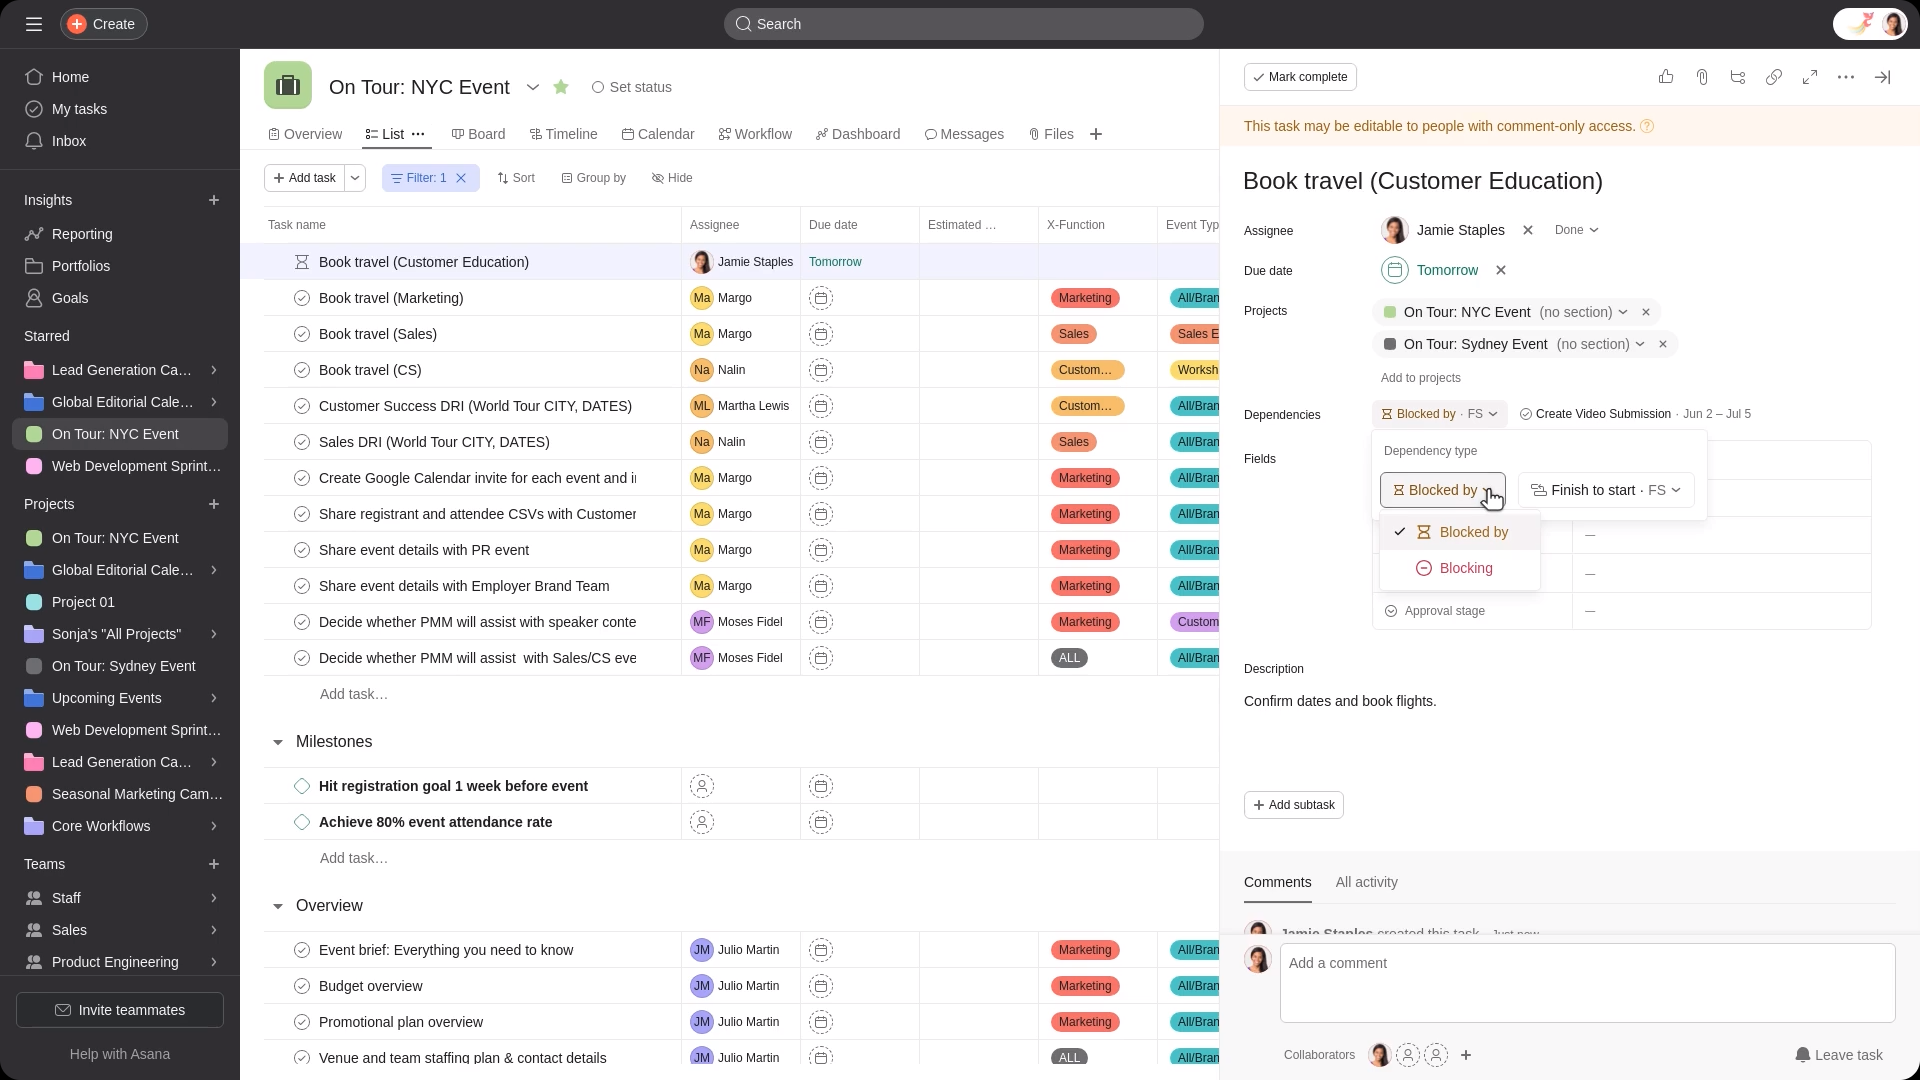 Create
Search
Home
My tasks
Inbox
Insights
Reporting
Portfolios
Goals
Starred
Lead Generation Ca...
Global Editorial Cale...
On Tour: NYC Event
Web Development Sprint...
Projects
On Tour: NYC Event
Global Editorial Cale...
Project 01
Sonja's "All Projects"
On Tour: Sydney Event
Upcoming Events
Web Development Sprint...
Lead Generation Ca...
Seasonal Marketing Cam...
Core Workflows
Teams
Staff
Sales
Product Engineering
Invite teammates
Help with Asana
On Tour: NYC Event
Set status
Overview List Board Timeline Calendar Workflow Dashboard Messages Files
Add task Filter: 1 Sort Group by Hide
Task name Assignee Due date Estimated ... X-Function Event Typ
Book travel (Customer Education) Jamie Staples Tomorrow
Book travel (Marketing) Ma Margo Marketing All/Bran
Book travel (Sales) Ma Margo Sales Sales E
Book travel (CS) Na Nalin Custom... Worksh
Customer Success DRI (World Tour CITY, DATES) ML Martha Lewis Custom... All/Bran
Sales DRI (World Tour CITY, DATES) Na Nalin Sales All/Bran
Create Google Calendar invite for each event and i Ma Margo Marketing All/Bran
Share registrant and attendee CSVs with Customer Ma Margo Marketing All/Bran
Share event details with PR event Ma Margo Marketing All/Bran
Share event details with Employer Brand Team Ma Margo Marketing All/Bran
Decide whether PMM will assist with speaker conte MF Moses Fidel Marketing Custom
Decide whether PMM will assist with Sales/CS eve MF Moses Fidel ALL All/Bran
Add task...
Milestones
Hit registration goal 1 week before event
Achieve 80% event attendance rate
Add task...
Overview
Event brief: Everything you need to know JM Julio Martin Marketing All/Bran
Budget overview JM Julio Martin Marketing All/Bran
Promotional plan overview JM Julio Martin Marketing All/Bran
Venue and team staffing plan & contact details JM Julio Martin ALL All/Bran
Mark complete
This task may be editable to people with comment-only access. ?
Book travel (Customer Education)
Assignee Jamie Staples Done
Due date Tomorrow
Projects On Tour: NYC Event (no section)
On Tour: Sydney Event (no section)
Add to projects
Dependencies Blocked by · FS Create Video Submission · Jun 2 – Jul 5
Dependency type
Fields
Blocked by Finish to start · FS
Blocked by
—
Blocking
—
Approval stage —
Description
Confirm dates and book flights.
Add subtask
Comments All activity
Jamie Staples created this task · Just now
Add a comment
Collaborators
Leave task